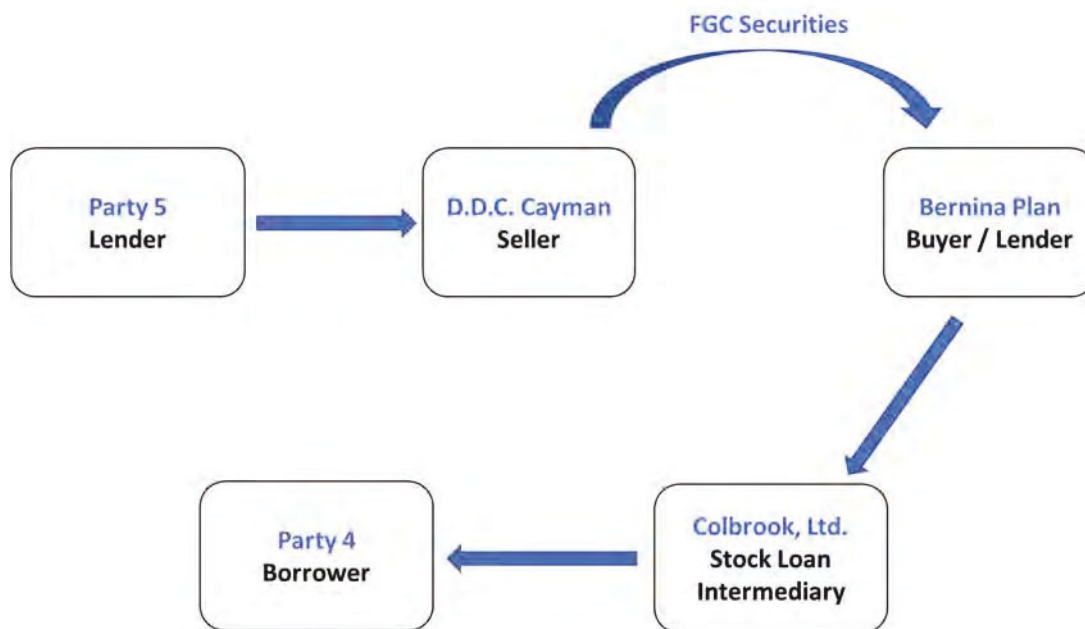 FGC Securities
Party 5
Lender
D.D.C. Cayman
Seller
Bernina Plan
Buyer / Lender
Party 4
Borrower
Colbrook, Ltd.
Stock Loan
Intermediary